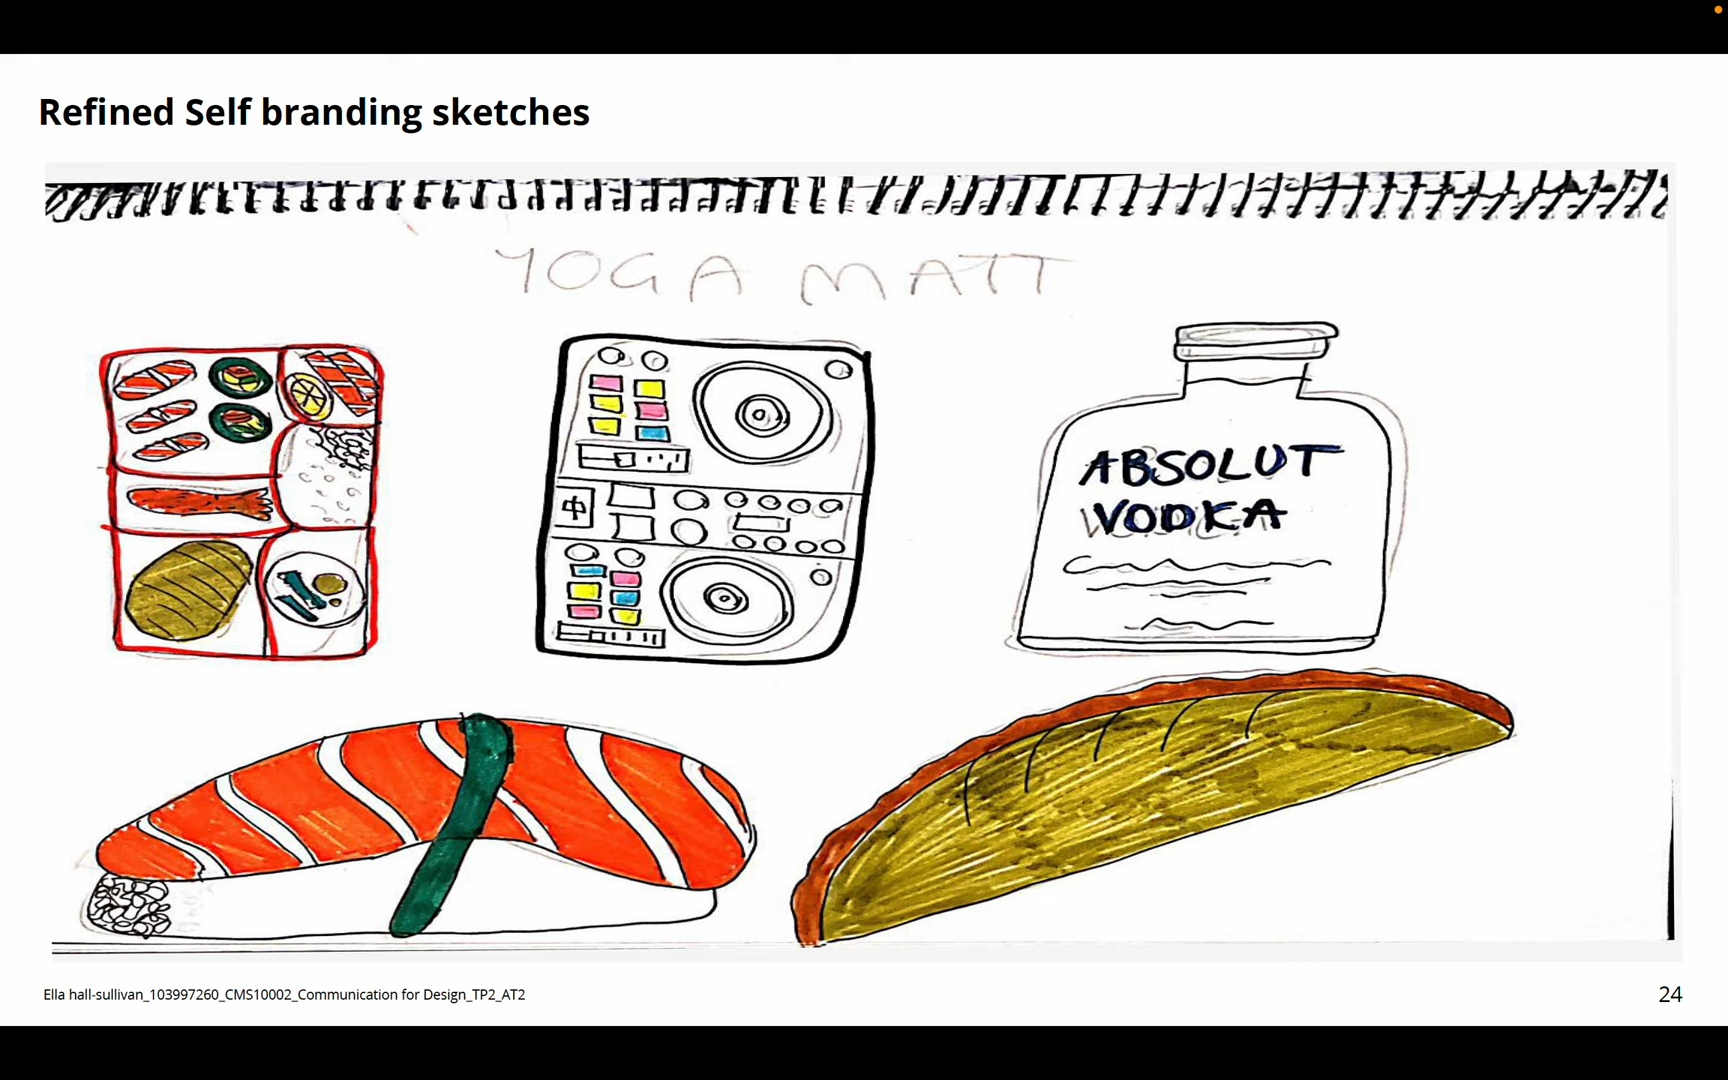 Refined Self branding sketches
YOGA MATT
ABSOLUT
VODKA
Ella hall-sullivan_103997260_CMS10002_Communication for Design_TP2_AT2
24